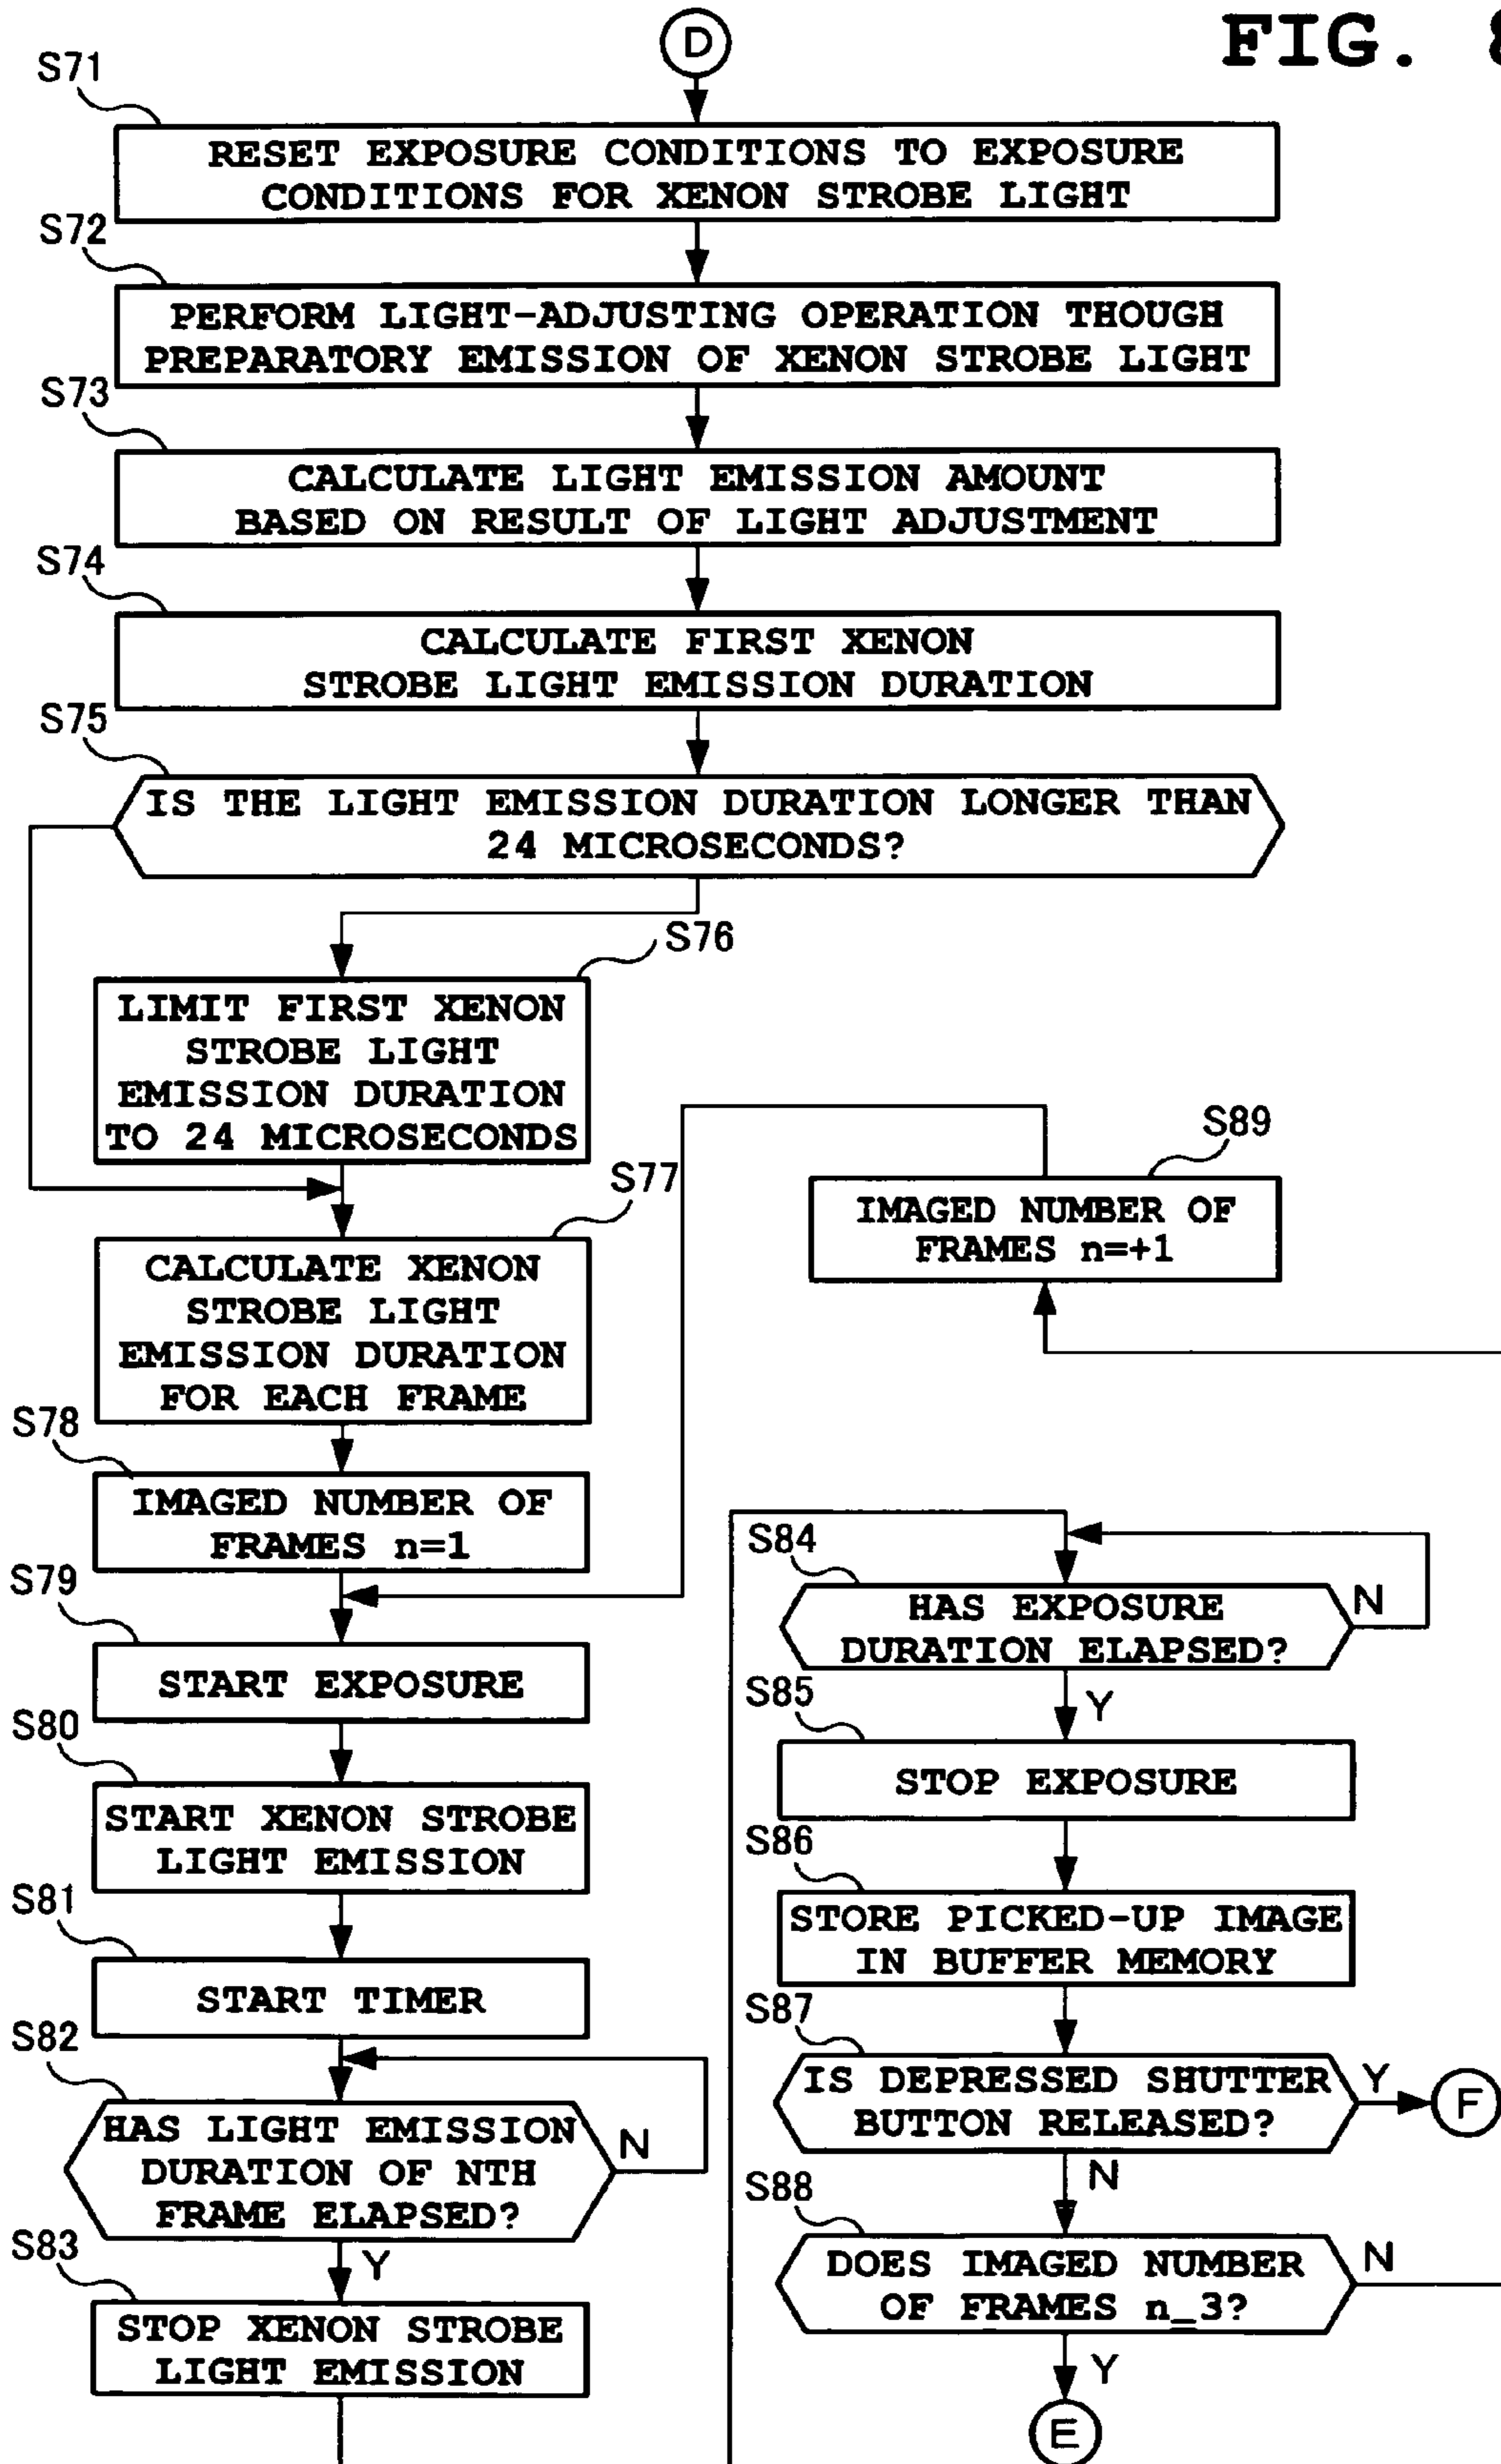 FIG. 8
D
S71
RESET EXPOSURE CONDITIONS TO EXPOSURE
CONDITIONS FOR XENON STROBE LIGHT
S72
PERFORM LIGHT-ADJUSTING OPERATION THOUGH
PREPARATORY EMISSION OF XENON STROBE LIGHT
S73
CALCULATE LIGHT EMISSION AMOUNT
BASED ON RESULT OF LIGHT ADJUSTMENT
S74
CALCULATE FIRST XENON
STROBE LIGHT EMISSION DURATION
S75
IS THE LIGHT EMISSION DURATION LONGER THAN
24 MICROSECONDS?
S76
LIMIT FIRST XENON
STROBE LIGHT
EMISSION DURATION
TO 24 MICROSECONDS
S77
CALCULATE XENON
STROBE LIGHT
EMISSION DURATION
FOR EACH FRAME
S78
IMAGED NUMBER OF
FRAMES n=1
S79
START EXPOSURE
S80
START XENON STROBE
LIGHT EMISSION
S81
START TIMER
S82
HAS LIGHT EMISSION
DURATION OF NTH
FRAME ELAPSED?
N
Y
S83
STOP XENON STROBE
LIGHT EMISSION
S89
IMAGED NUMBER OF
FRAMES n=+1
S84
HAS EXPOSURE
DURATION ELAPSED?
N
Y
S85
STOP EXPOSURE
S86
STORE PICKED-UP IMAGE
IN BUFFER MEMORY
S87
IS DEPRESSED SHUTTER
BUTTON RELEASED?
Y
F
N
S88
DOES IMAGED NUMBER
OF FRAMES n_3?
N
Y
E